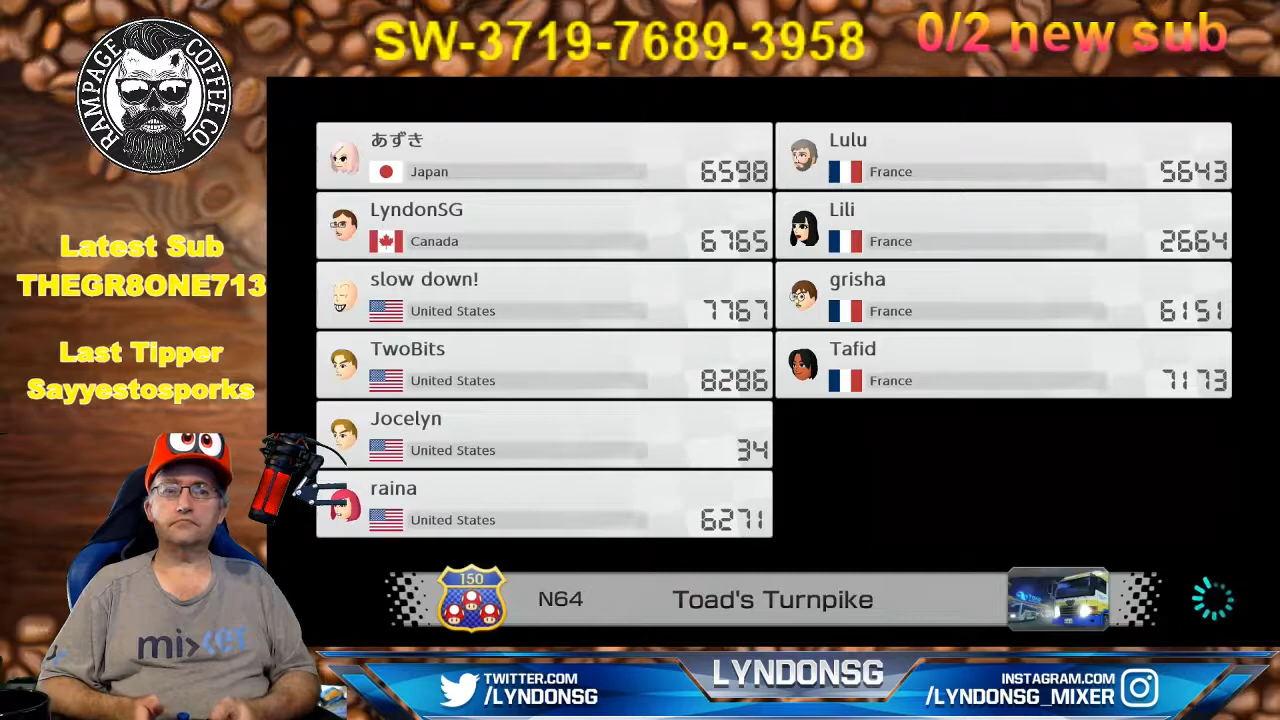 RAMPAGE COFFEE CO.
SW-3719-7689-3958
0/2 new sub
Latest Sub
THEGR8ONE713
Last Tipper
Sayyestosporks
あずき
Japan 6598
LyndonSG
Canada 6765
slow down!
United States 7767
TwoBits
United States 8286
Jocelyn
United States 34
raina
United States 6271
Lulu
France 5643
Lili
France 2664
grisha
France 6151
Tafid
France 7173
150 N64 Toad's Turnpike
mixer
TWITTER.COM
/LYNDONSG
LYNDONSG
INSTAGRAM.COM
/LYNDONSG_MIXER